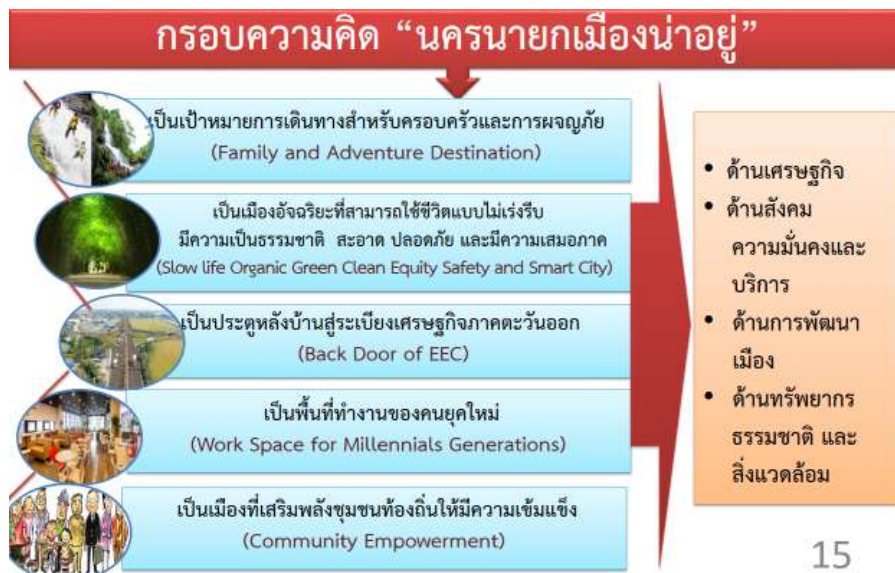 กรอบความคิด “นครนายกเมืองน่าอยู่”
เป็นเป้าหมายการเดินทางสำหรับครอบครัวและการผจญภัย
(Family and Adventure Destination)
เป็นเมืองอัจฉริยะที่สามารถใช้ชีวิตแบบไม่เร่งรีบ
มีความเป็นธรรมชาติ สะอาด ปลอดภัย และมีความเสมอภาค
(Slow life Organic Green Clean Equity Safety and Smart City)
เป็นประตูหลังบ้านสู่ระเบียงเศรษฐกิจภาคตะวันออก
(Back Door of EEC)
เป็นพื้นที่ทำงานของคนยุคใหม่
(Work Space for Millennials Generations)
เป็นเมืองที่เสริมพลังชุมชนท้องถิ่นให้มีความเข้มแข็ง
(Community Empowerment)
• ด้านเศรษฐกิจ
• ด้านสังคม
ความมั่นคงและ
บริการ
• ด้านการพัฒนา
เมือง
• ด้านทรัพยากร
ธรรมชาติ และ
สิ่งแวดล้อม
15